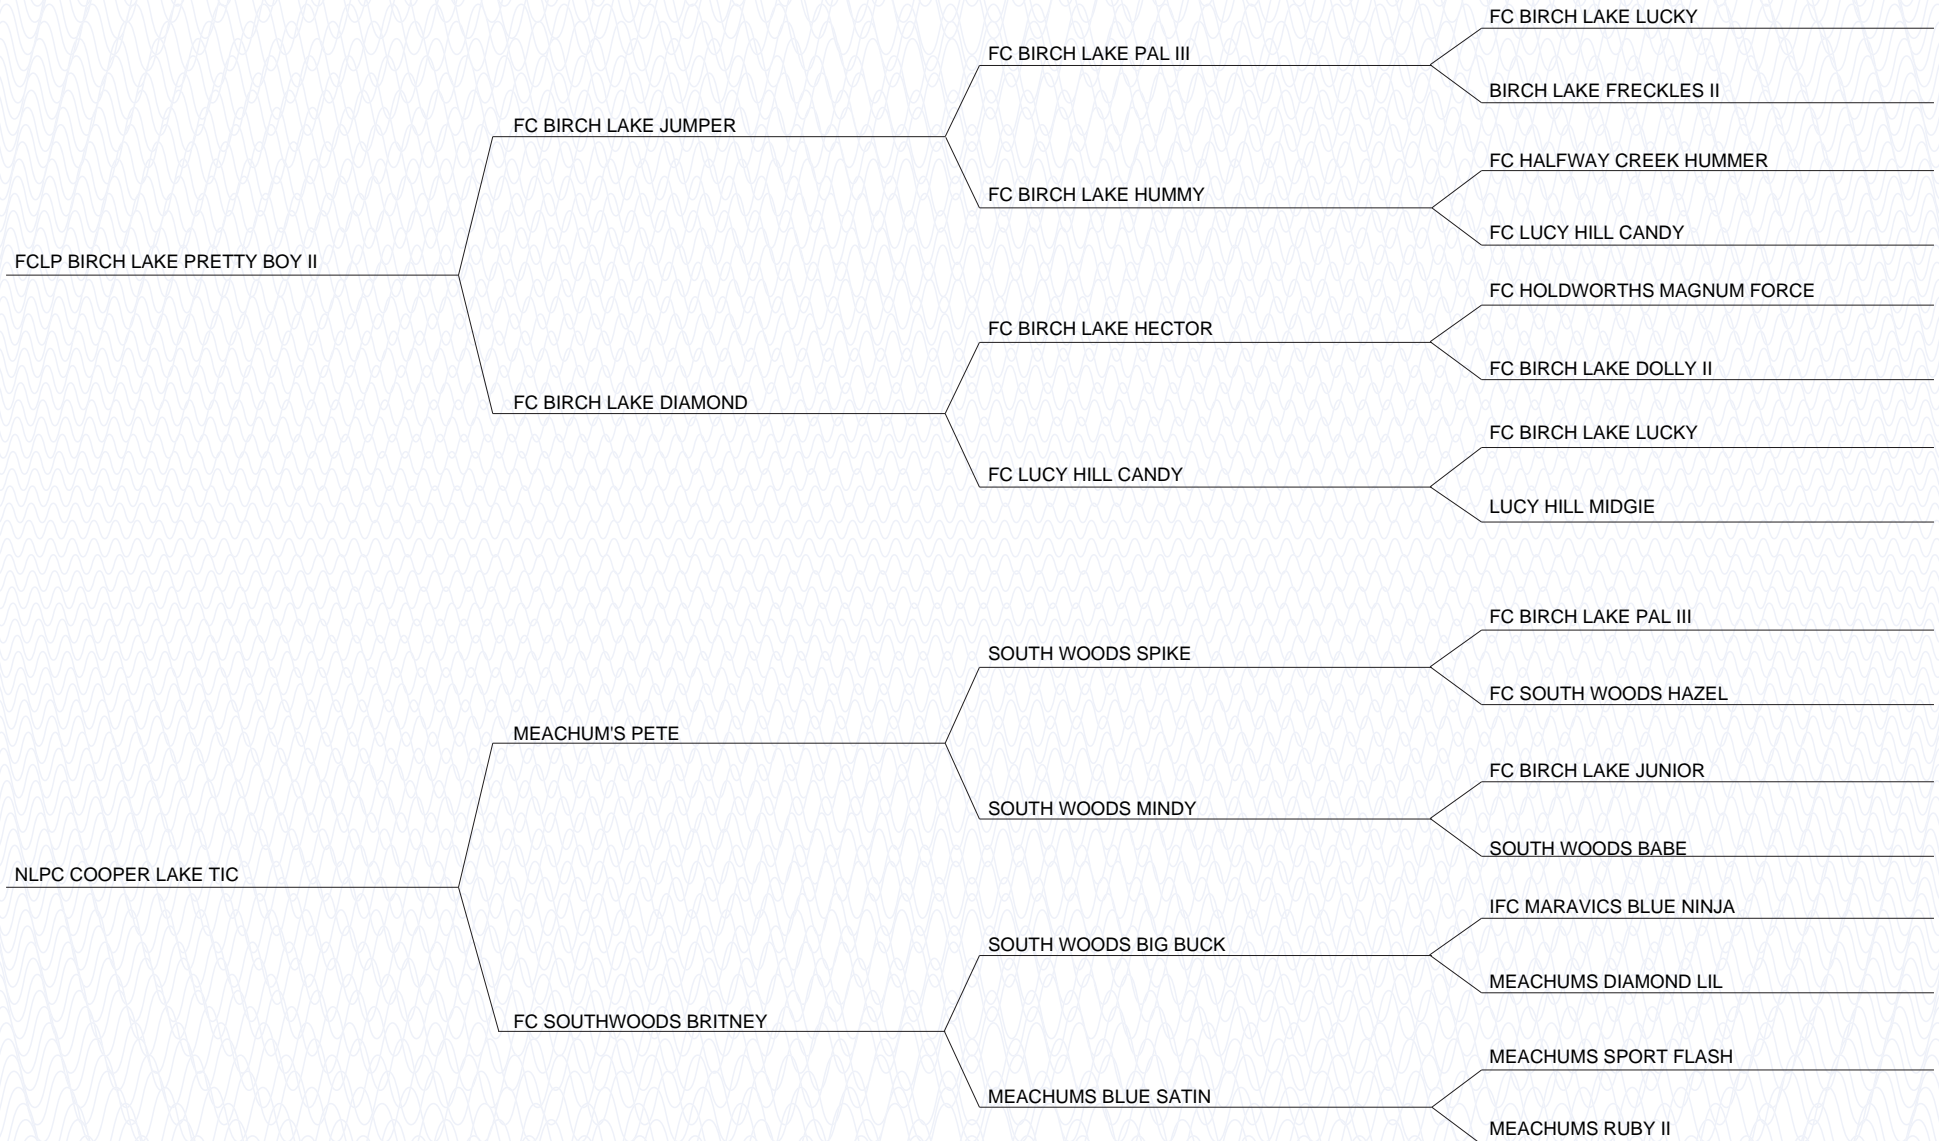 FC BIRCH LAKE LUCKY
FC BIRCH LAKE PAL III
BIRCH LAKE FRECKLES II
FC BIRCH LAKE JUMPER
FC HALFWAY CREEK HUMMER
FC BIRCH LAKE HUMMY
FC LUCY HILL CANDY
FCLP BIRCH LAKE PRETTY BOY II
FC HOLDWORTHS MAGNUM FORCE
FC BIRCH LAKE HECTOR
FC BIRCH LAKE DOLLY II
FC BIRCH LAKE DIAMOND
FC BIRCH LAKE LUCKY
FC LUCY HILL CANDY
LUCY HILL MIDGIE
FC BIRCH LAKE PAL III
SOUTH WOODS SPIKE
FC SOUTH WOODS HAZEL
MEACHUM'S PETE
FC BIRCH LAKE JUNIOR
SOUTH WOODS MINDY
SOUTH WOODS BABE
NLPC COOPER LAKE TIC
IFC MARAVICS BLUE NINJA
SOUTH WOODS BIG BUCK
MEACHUMS DIAMOND LIL
FC SOUTHWOODS BRITNEY
MEACHUMS SPORT FLASH
MEACHUMS BLUE SATIN
MEACHUMS RUBY II